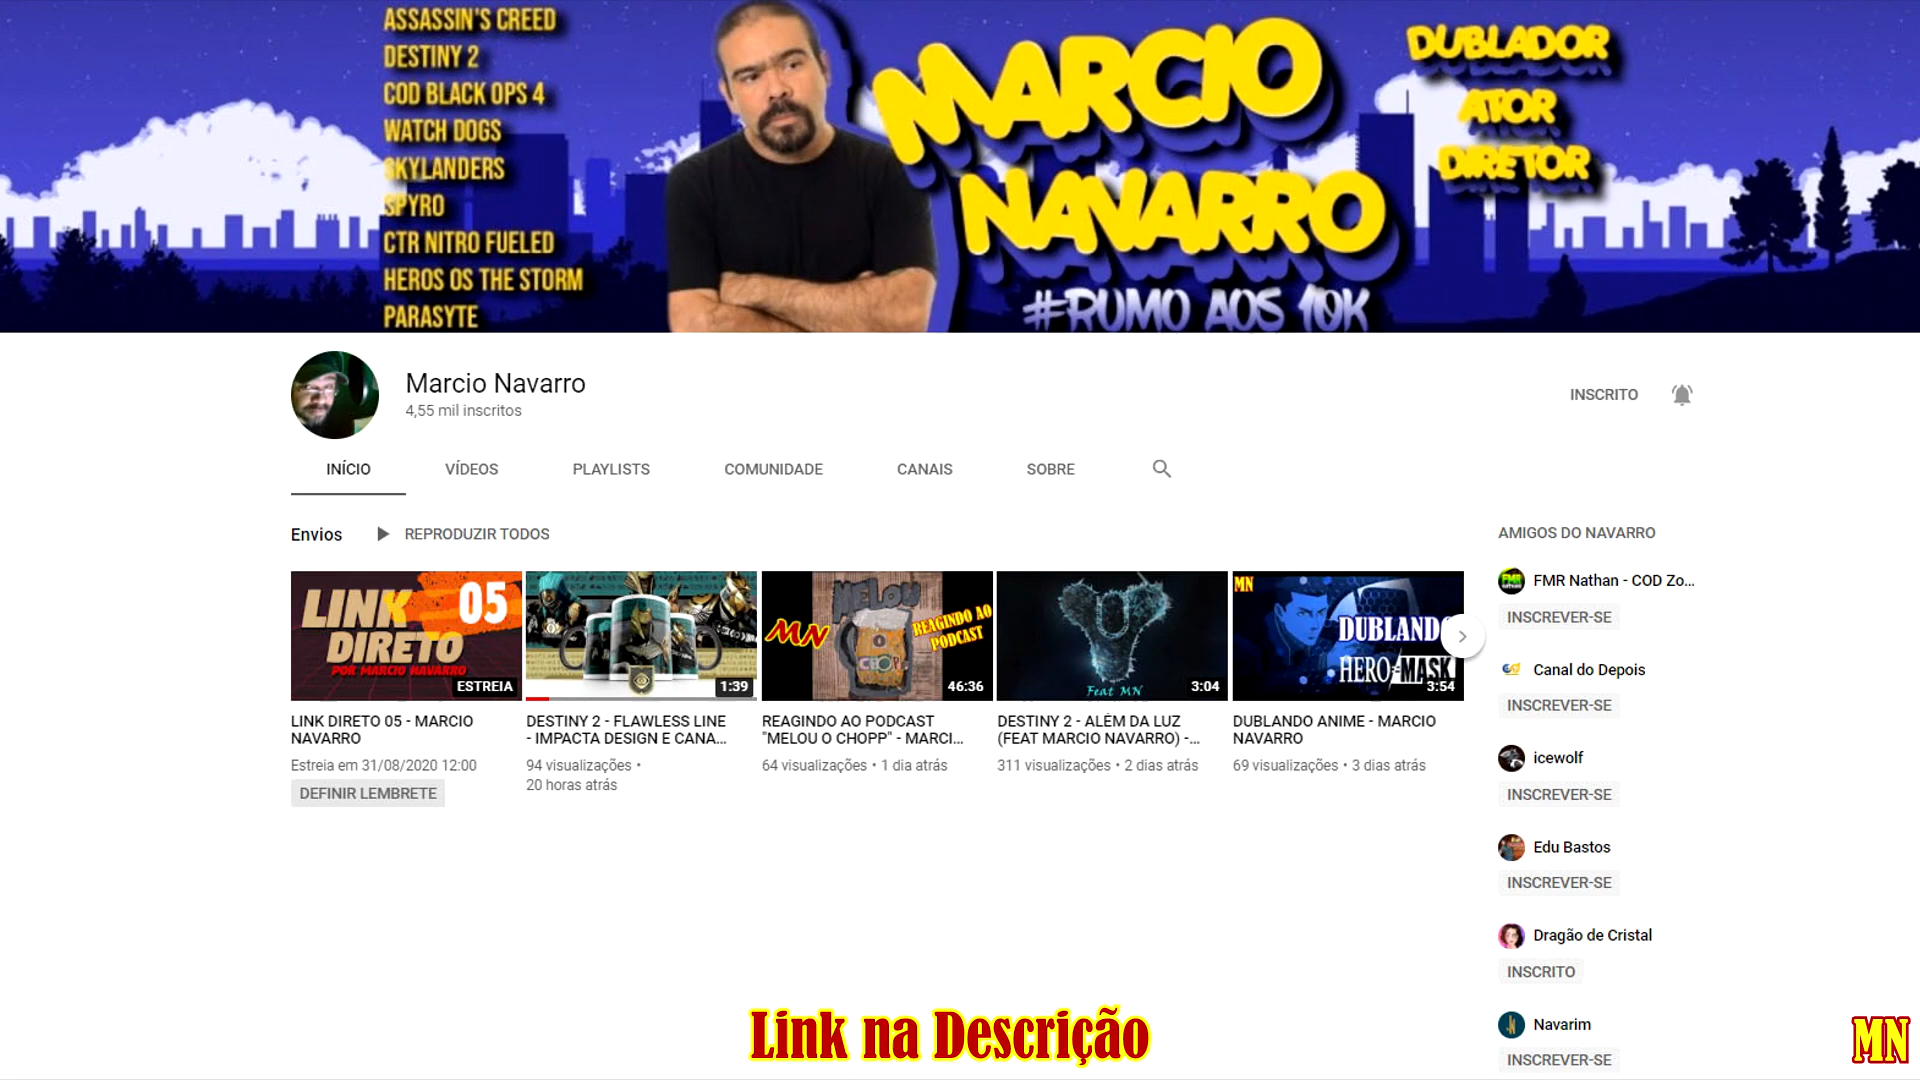 ASSASSIN'S CREED
DESTINY 2
COD BLACK OPS 4
WATCH DOGS
SKYLANDERS
SPYRO
CTR NITRO FUELED
HEROS OS THE STORM
PARASYTE
MARCIO
NAVARRO
#RUMO AOS 10K
DUBLADOR
ATOR
DIRETOR
Marcio Navarro
4,55 mil inscritos
INSCRITO
INÍCIO VÍDEOS PLAYLISTS COMUNIDADE CANAIS SOBRE
Envios REPRODUZIR TODOS
LINK 05
DIRETO
POR MARCIO NAVARRO
ESTREIA
LINK DIRETO 05 - MARCIO
NAVARRO
Estreia em 31/08/2020 12:00
DEFINIR LEMBRETE
1:39
DESTINY 2 - FLAWLESS LINE
- IMPACTA DESIGN E CANA...
94 visualizações •
20 horas atrás
MELOU
O
CHOPP
MN
REAGINDO AO
PODCAST
46:36
REAGINDO AO PODCAST
"MELOU O CHOPP" - MARCI...
64 visualizações • 1 dia atrás
Feat MN
3:04
DESTINY 2 - ALÉM DA LUZ
(FEAT MARCIO NAVARRO) -...
311 visualizações • 2 dias atrás
MN
DUBLANDO
HERO MASK
3:54
DUBLANDO ANIME - MARCIO
NAVARRO
69 visualizações • 3 dias atrás
AMIGOS DO NAVARRO
FMR Nathan - COD Zo...
INSCREVER-SE
Canal do Depois
INSCREVER-SE
icewolf
INSCREVER-SE
Edu Bastos
INSCREVER-SE
Dragão de Cristal
INSCRITO
Navarim
INSCREVER-SE
Link na Descrição
MN